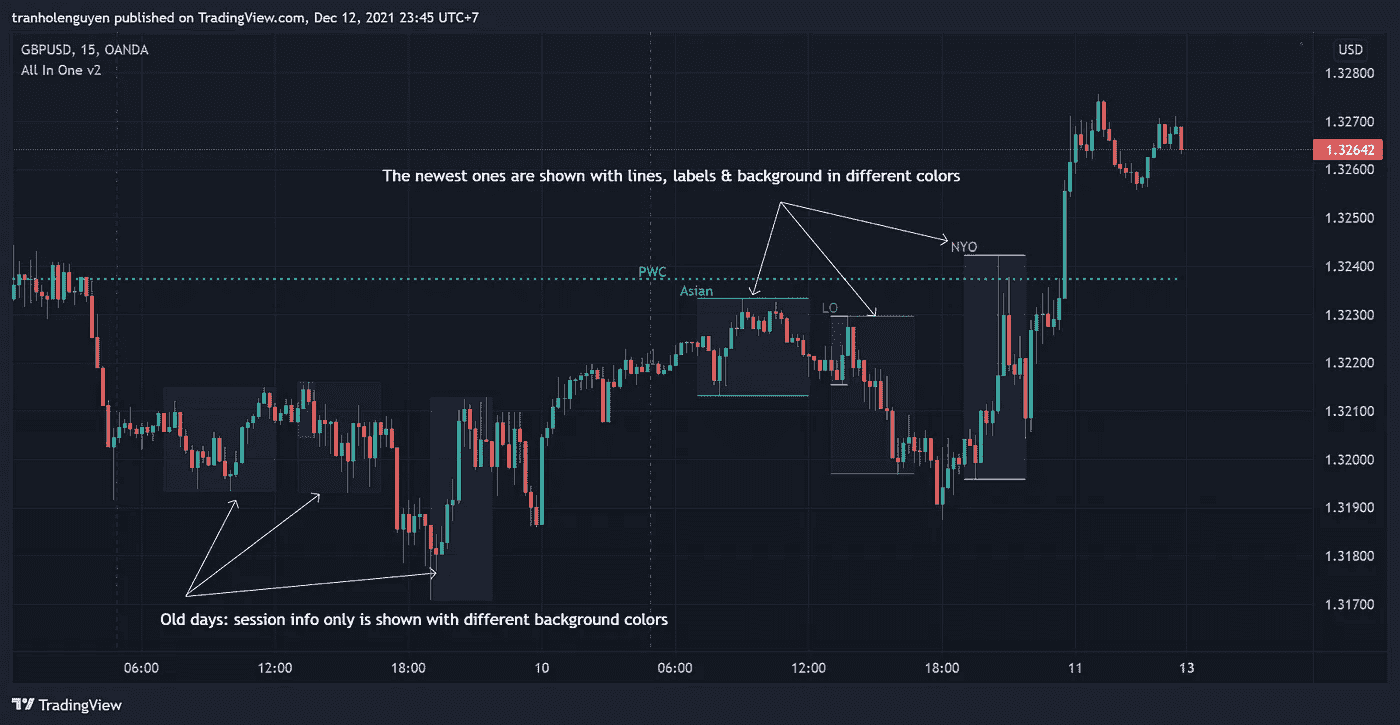 tranholenguyen published on TradingView.com, Dec 12, 2021 23:45 UTC+7
GBPUSD, 15, OANDA
All In One v2
USD
1.32800
1.32700
1.32642
1.32600
1.32500
1.32400
1.32300
1.32200
1.32100
1.32000
1.31900
1.31800
1.31700
The newest ones are shown with lines, labels & background in different colors
NYO
PWC
Asian
LO
Old days: session info only is shown with different background colors
06:00 12:00 18:00 10 06:00 12:00 18:00 11 13
TradingView